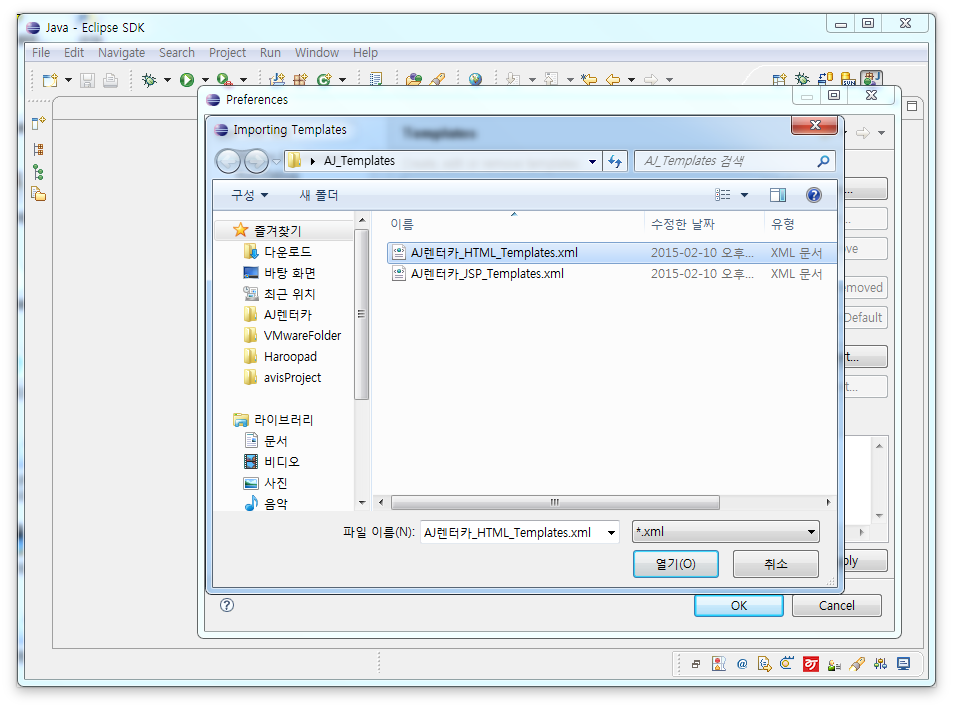 Java - Eclipse SDK
File Edit Navigate Search Project Run Window Help
Preferences
Importing Templates
Templates
AJ_Templates
AJ_Templates 검색
구성 새 폴더
즐겨찾기
다운로드
바탕 화면
최근 위치
AJ렌터카
VMwareFolder
Haroopad
avisProject
라이브러리
문서
비디오
사진
음악
이름 수정한 날짜 유형
AJ렌터카_HTML_Templates.xml 2015-02-10 오후... XML 문서
AJ렌터카_JSP_Templates.xml 2015-02-10 오후... XML 문서
...
ve
moved
Default
t...
t...
파일 이름(N): AJ렌터카_HTML_Templates.xml *.xml
열기(O) 취소
ply
OK Cancel